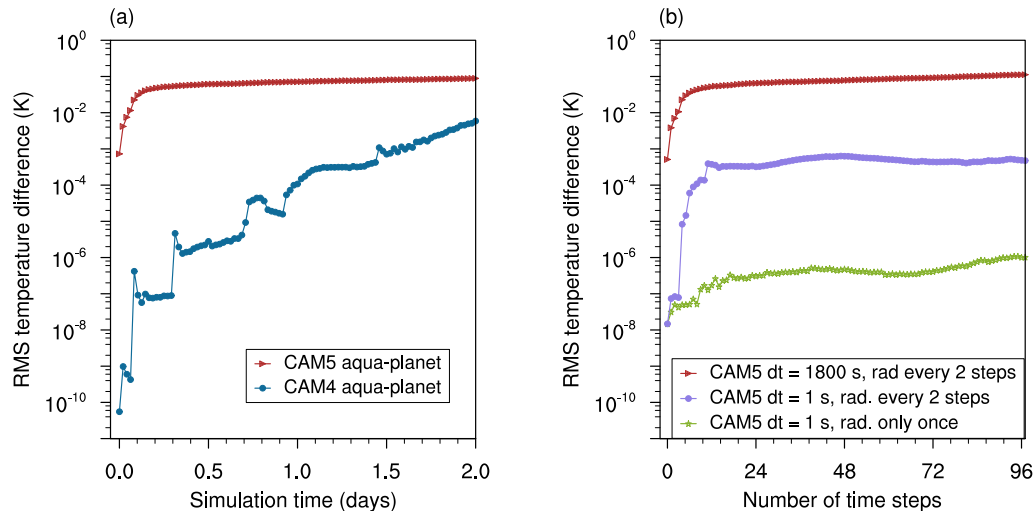 (a)
RMS temperature difference (K)
10^0
10^-2
10^-4
10^-6
10^-8
10^-10
CAM5 aqua-planet
CAM4 aqua-planet
0.0 0.5 1.0 1.5 2.0
Simulation time (days)
(b)
RMS temperature difference (K)
10^0
10^-2
10^-4
10^-6
10^-8
10^-10
CAM5 dt = 1800 s, rad every 2 steps
CAM5 dt = 1 s, rad. every 2 steps
CAM5 dt = 1 s, rad. only once
0 24 48 72 96
Number of time steps